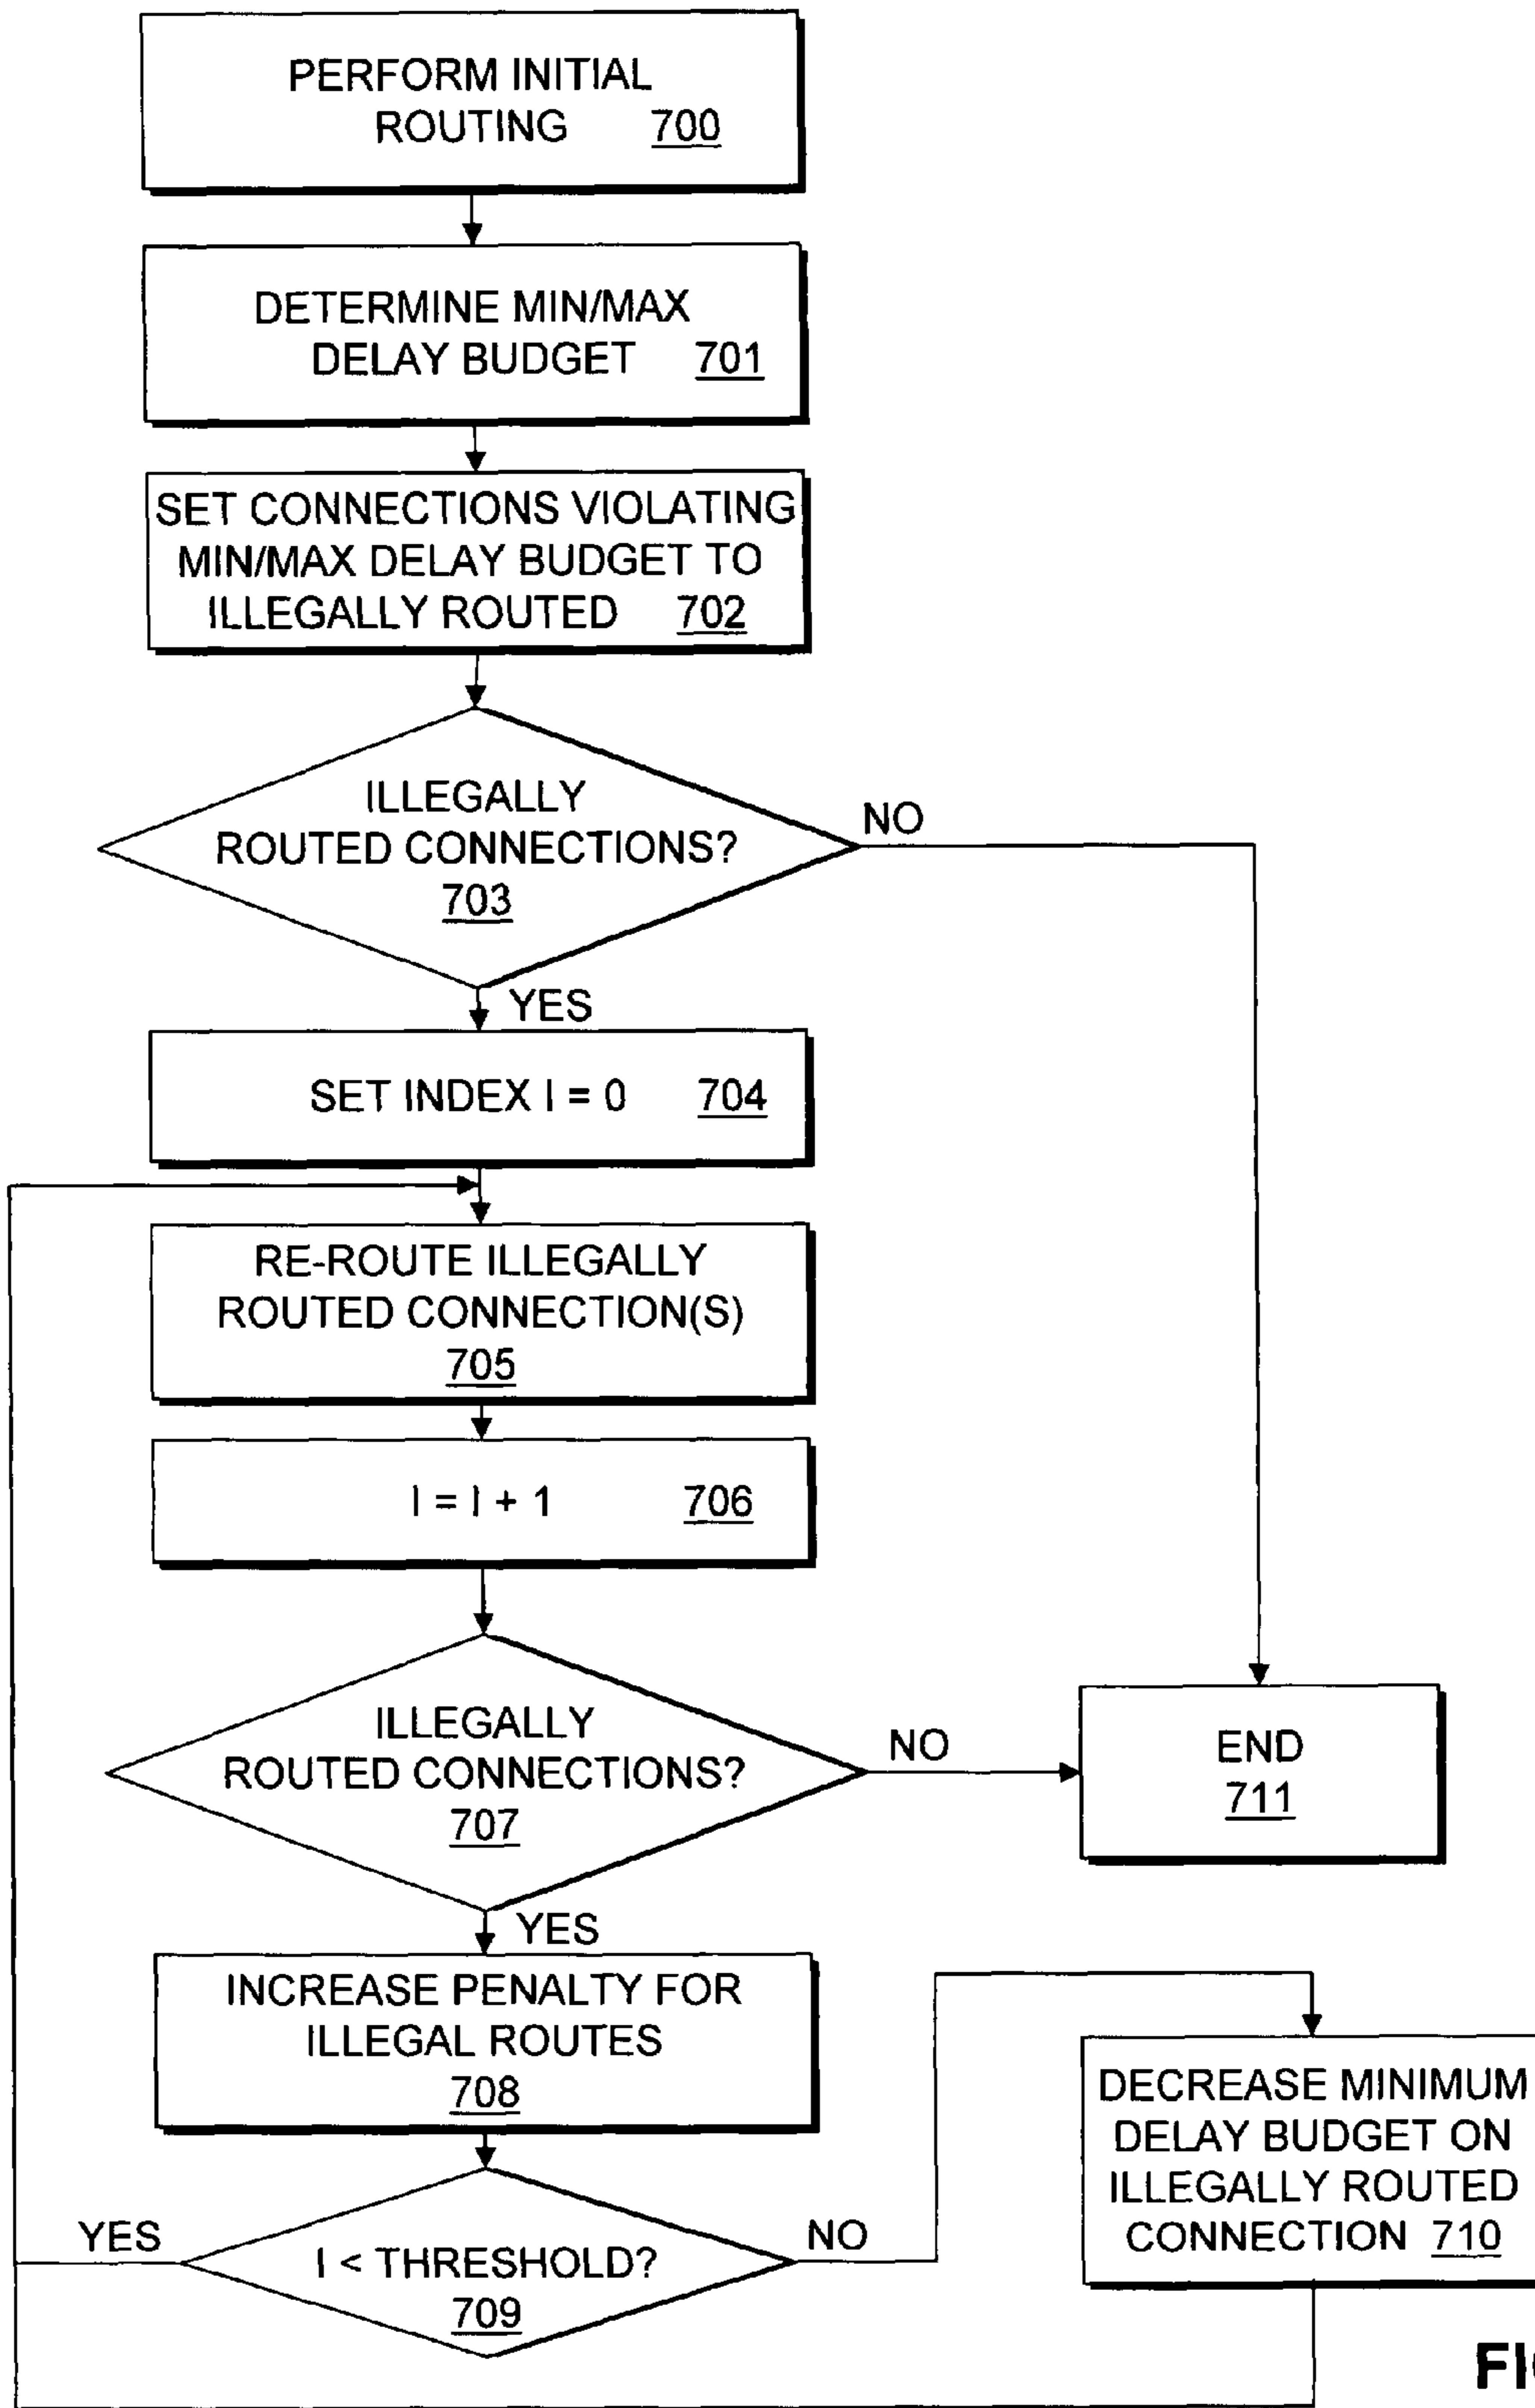 PERFORM INITIAL
ROUTING 700
DETERMINE MIN/MAX
DELAY BUDGET 701
SET CONNECTIONS VIOLATING
MIN/MAX DELAY BUDGET TO
ILLEGALLY ROUTED 702
ILLEGALLY
ROUTED CONNECTIONS?
703
NO
YES
SET INDEX I = 0 704
RE-ROUTE ILLEGALLY
ROUTED CONNECTION(S)
705
I = I + 1 706
ILLEGALLY
ROUTED CONNECTIONS?
707
NO
END
711
YES
INCREASE PENALTY FOR
ILLEGAL ROUTES
708
YES
I < THRESHOLD?
709
NO
DECREASE MINIMUM
DELAY BUDGET ON
ILLEGALLY ROUTED
CONNECTION 710